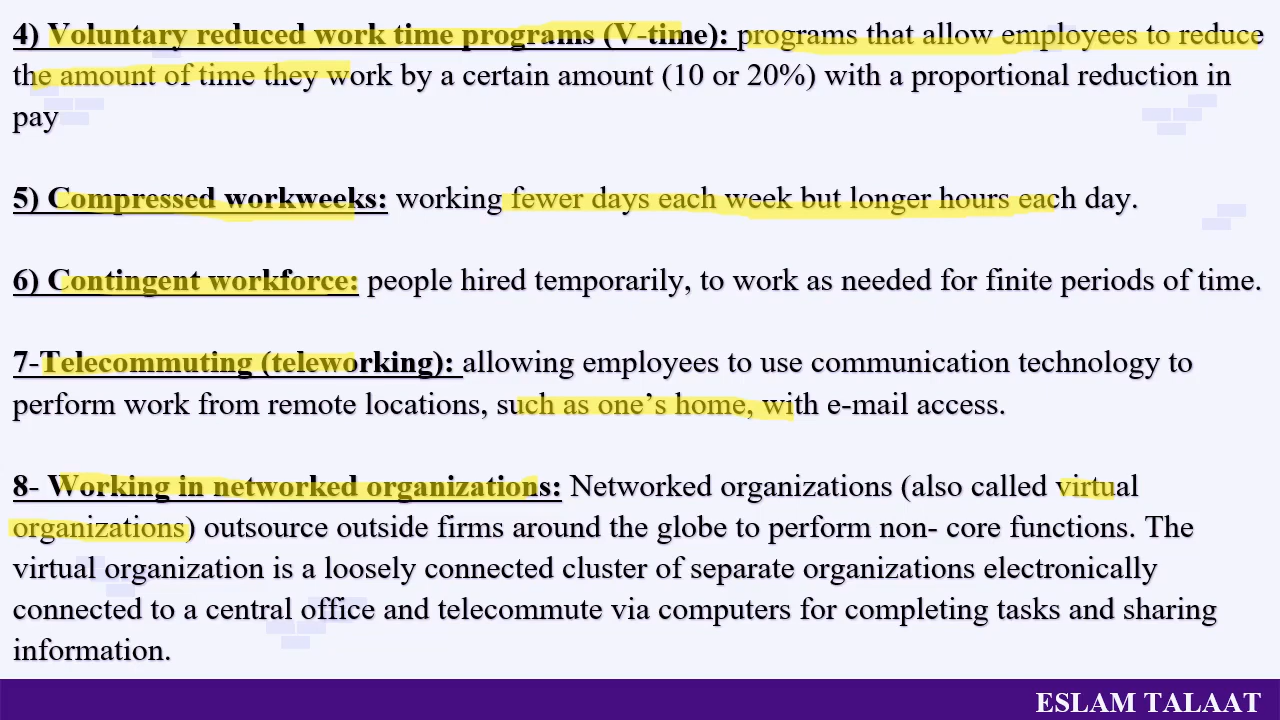 4) Voluntary reduced work time programs (V-time): programs that allow employees to reduce
the amount of time they work by a certain amount (10 or 20%) with a proportional reduction in
pay
5) Compressed workweeks: working fewer days each week but longer hours each day.
6) Contingent workforce: people hired temporarily, to work as needed for finite periods of time.
7-Telecommuting (teleworking): allowing employees to use communication technology to
perform work from remote locations, such as one’s home, with e-mail access.
8- Working in networked organizations: Networked organizations (also called virtual
organizations) outsource outside firms around the globe to perform non- core functions. The
virtual organization is a loosely connected cluster of separate organizations electronically
connected to a central office and telecommute via computers for completing tasks and sharing
information.
ESLAM TALAAT